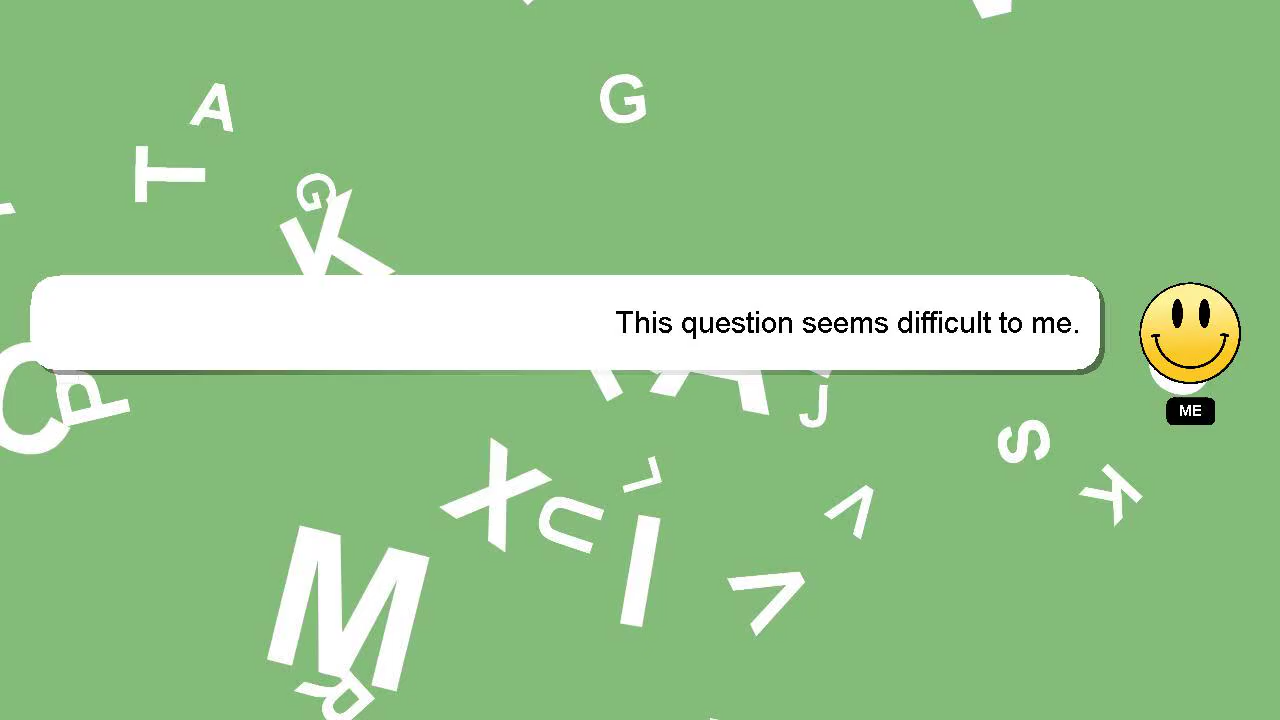 A
G
T
G
K
This question seems difficult to me.
C
P
A
J
ME
S
X
L
K
U
V
I
V
M
R